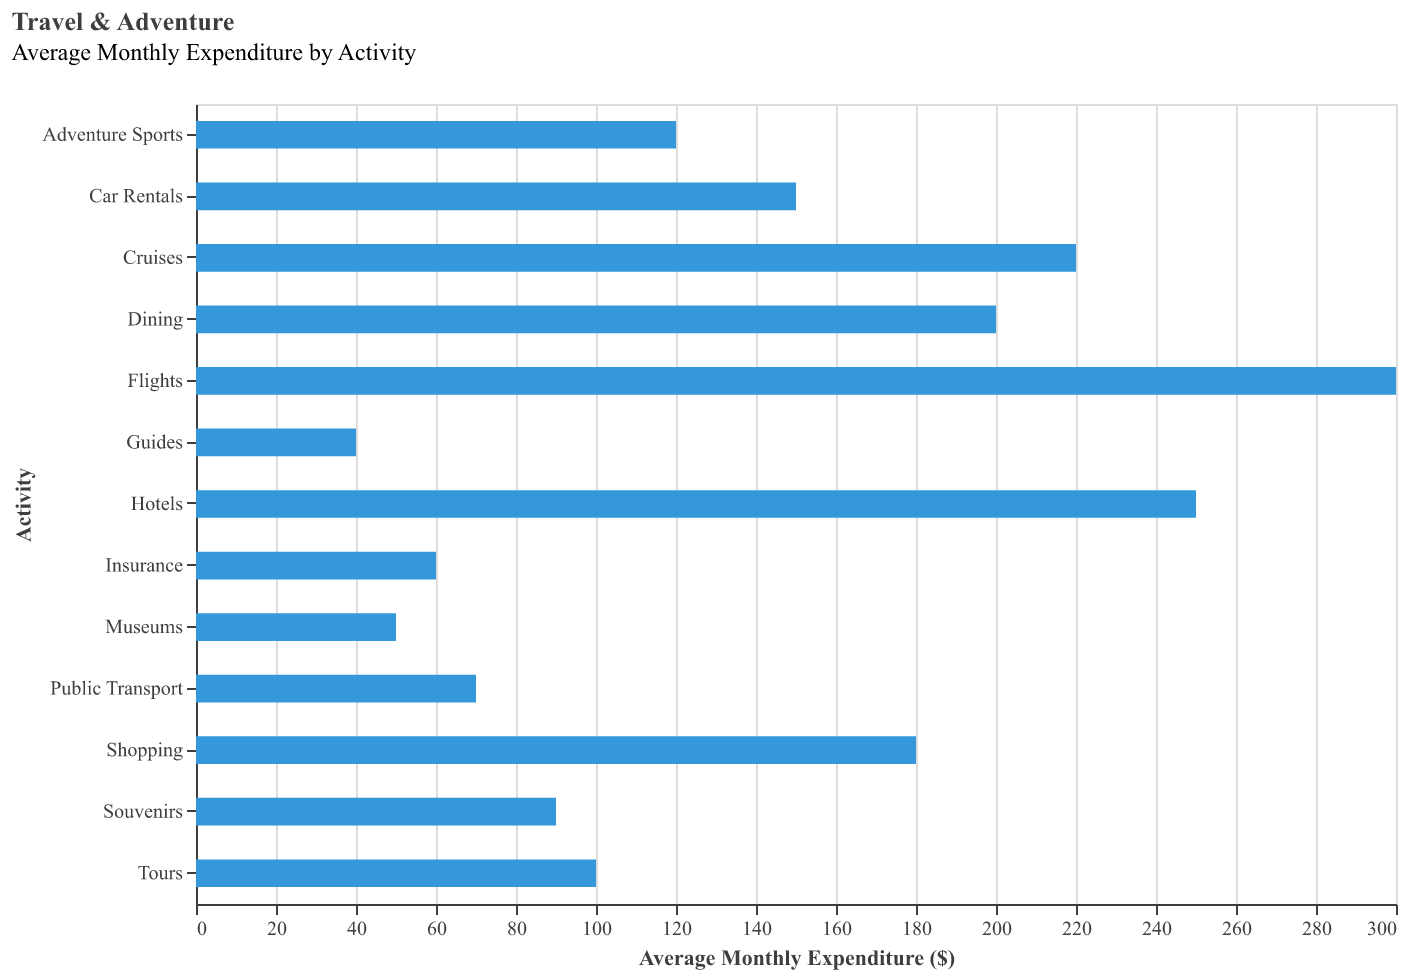 Travel & Adventure
Average Monthly Expenditure by Activity
Activity
Adventure Sports
Car Rentals
Cruises
Dining
Flights
Guides
Hotels
Insurance
Museums
Public Transport
Shopping
Souvenirs
Tours
0 20 40 60 80 100 120 140 160 180 200 220 240 260 280 300
Average Monthly Expenditure ($)